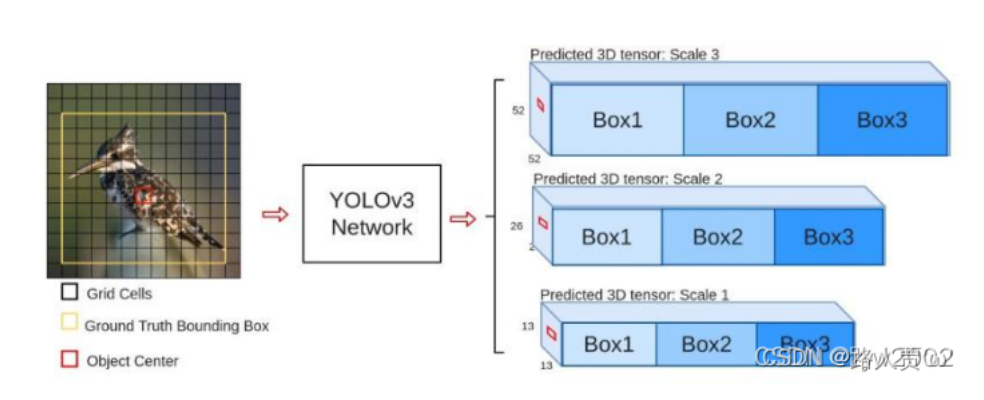 Predicted 3D tensor: Scale 3
52
Box1
Box2
Box3
52
Predicted 3D tensor: Scale 2
YOLOv3
Network
26
2
Box1
Box2
Box3
Grid Cells
Predicted 3D tensor: Scale 1
Ground Truth Bounding Box
13
Box1
Box2
Box3
Object Center
13
CSDN